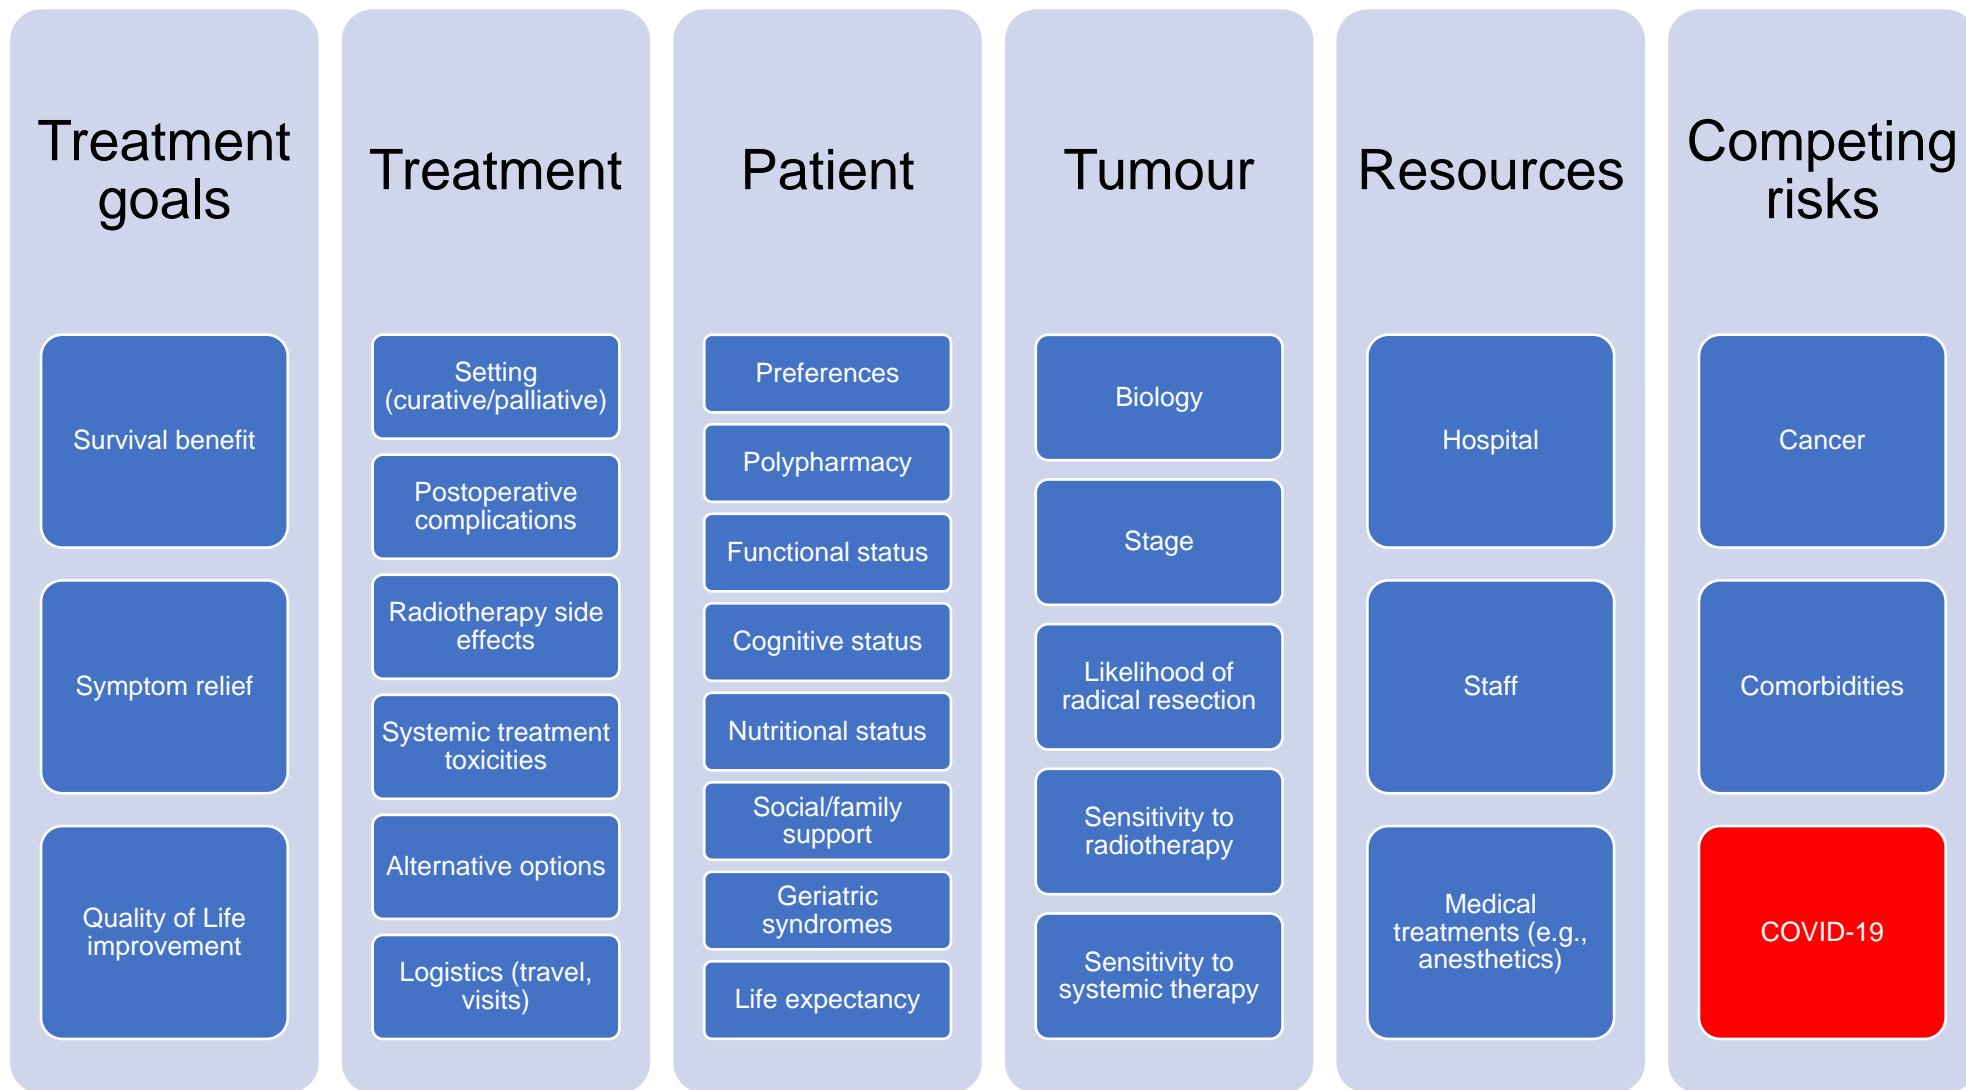 Treatment
goals
Survival benefit
Symptom relief
Quality of Life
improvement
Treatment
Setting
(curative/palliative)
Postoperative
complications
Radiotherapy side
effects
Systemic treatment
toxicities
Alternative options
Logistics (travel,
visits)
Patient
Preferences
Polypharmacy
Functional status
Cognitive status
Nutritional status
Social/family
support
Geriatric
syndromes
Life expectancy
Tumour
Biology
Stage
Likelihood of
radical resection
Sensitivity to
radiotherapy
Sensitivity to
systemic therapy
Resources
Hospital
Staff
Medical
treatments (e.g.,
anesthetics)
Competing
risks
Cancer
Comorbidities
COVID-19